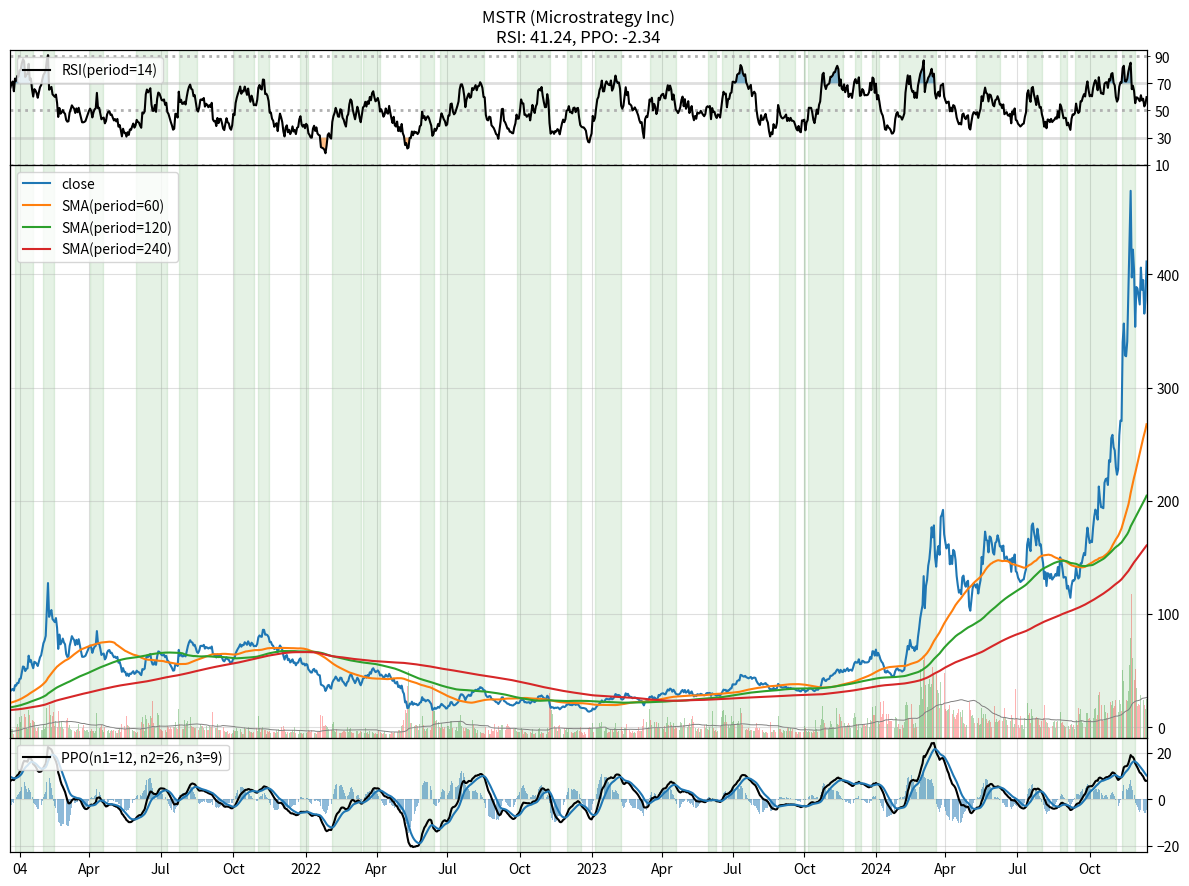 MSTR (Microstrategy Inc)
RSI: 41.24, PPO: -2.34
RSI(period=14)
90
70
50
30
10
close
SMA(period=60)
SMA(period=120)
SMA(period=240)
400
300
200
100
0
PPO(n1=12, n2=26, n3=9)
20
0
−20
04 Apr Jul Oct 2022 Apr Jul Oct 2023 Apr Jul Oct 2024 Apr Jul Oct